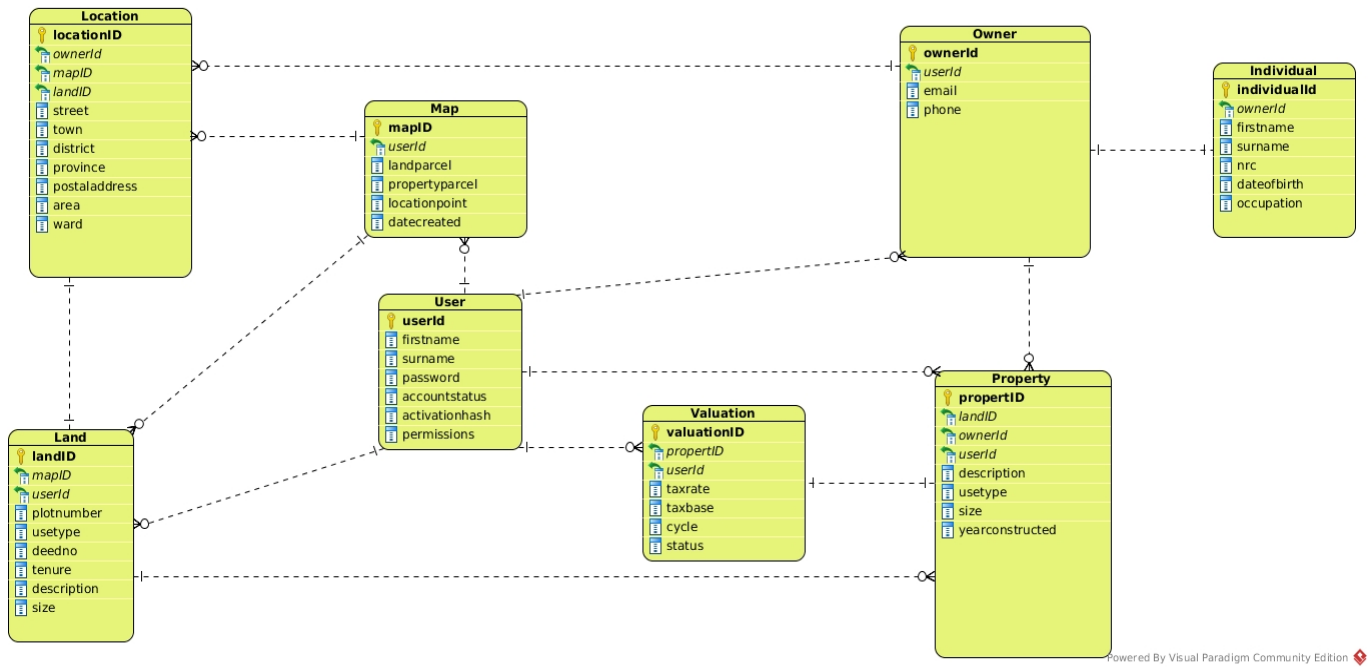 Location
locationID
ownerId
mapID
landID
street
town
district
province
postaladdress
area
ward
Map
mapID
userId
landparcel
propertyparcel
locationpoint
datecreated
Owner
ownerId
userId
email
phone
Individual
individualId
ownerId
firstname
surname
nrc
dateofbirth
occupation
User
userId
firstname
surname
password
accountstatus
activationhash
permissions
Land
landID
mapID
userId
plotnumber
usetype
deedno
tenure
description
size
Valuation
valuationID
propertID
userId
taxrate
taxbase
cycle
status
Property
propertID
landID
ownerId
userId
description
usetype
size
yearconstructed
Powered By Visual Paradigm Community Edition